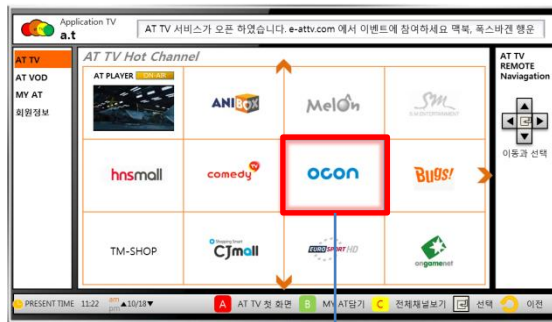 Application TV
a.t
AT TV 서비스가 오픈 하였습니다. e-attv.com 에서 이벤트에 참여하세요 맥북, 폭스바겐 행운
AT TV
AT VOD
MY AT
회원정보
AT TV Hot Channel
AT PLAYER ON-AIR
ANIBOX
Melon
SM
ENTERTAINMENT
hnsmall
comedy TV
ocon
Bugs!
TM-SHOP
CJmall
EUROSPORT HD
ongamenet
AT TV
REMOTE
Naviagation
이동과 선택
PRESENT TIME 11:22 am pm ▲10/18▼
A AT TV 첫 화면 B MY AT담기 C 전체채널보기 선택 이전